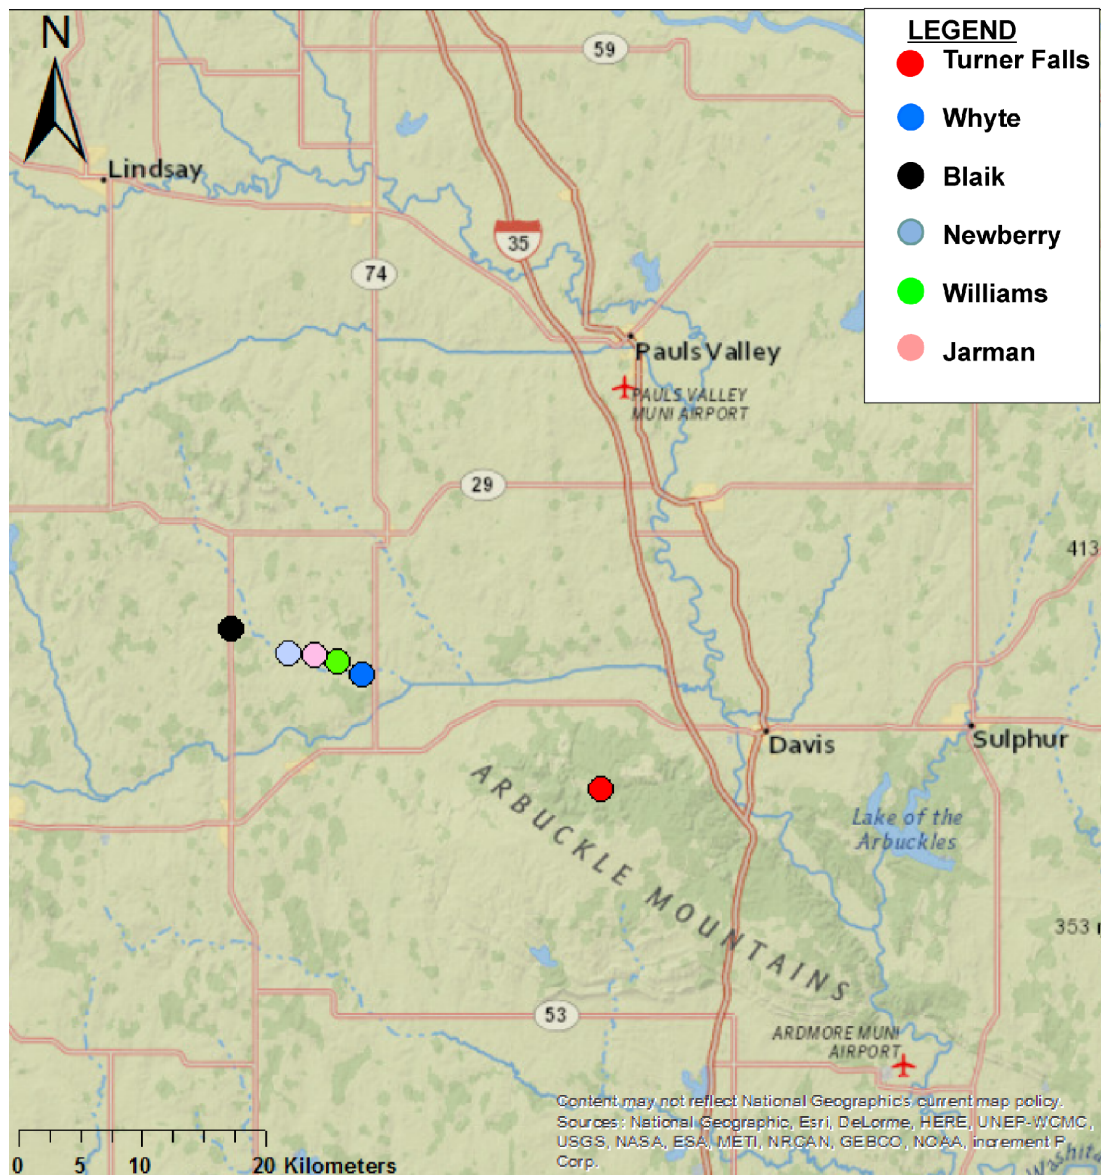 N
LEGEND
Turner Falls
Whyte
Blaik
Newberry
Williams
Jarman
59
Lindsay
35
74
Pauls Valley
PAULS VALLEY
MUNI AIRPORT
29
413
Davis
Sulphur
ARBUCKLE MOUNTAINS
Lake of the
Arbuckles
353
53
ARDMORE MUNI
AIRPORT
Content may not reflect National Geographic's current map policy.
Sources: National Geographic, Esri, DeLorme, HERE, UNEP-WCMC,
USGS, NASA, ESA, METI, NRCAN, GEBCO, NOAA, increment P
Corp.
Washita
0 5 10 20 Kilometers